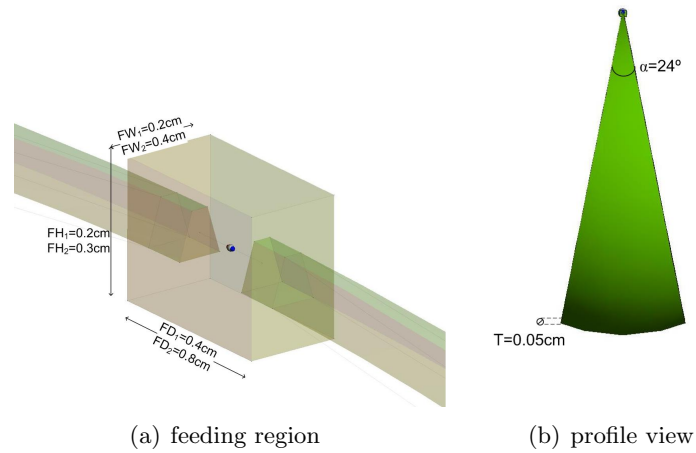 FW₁=0.2cm
FW₂=0.4cm
FH₁=0.2cm
FH₂=0.3cm
FD₁=0.4cm
FD₂=0.8cm
(a) feeding region
α=24º
T=0.05cm
(b) profile view